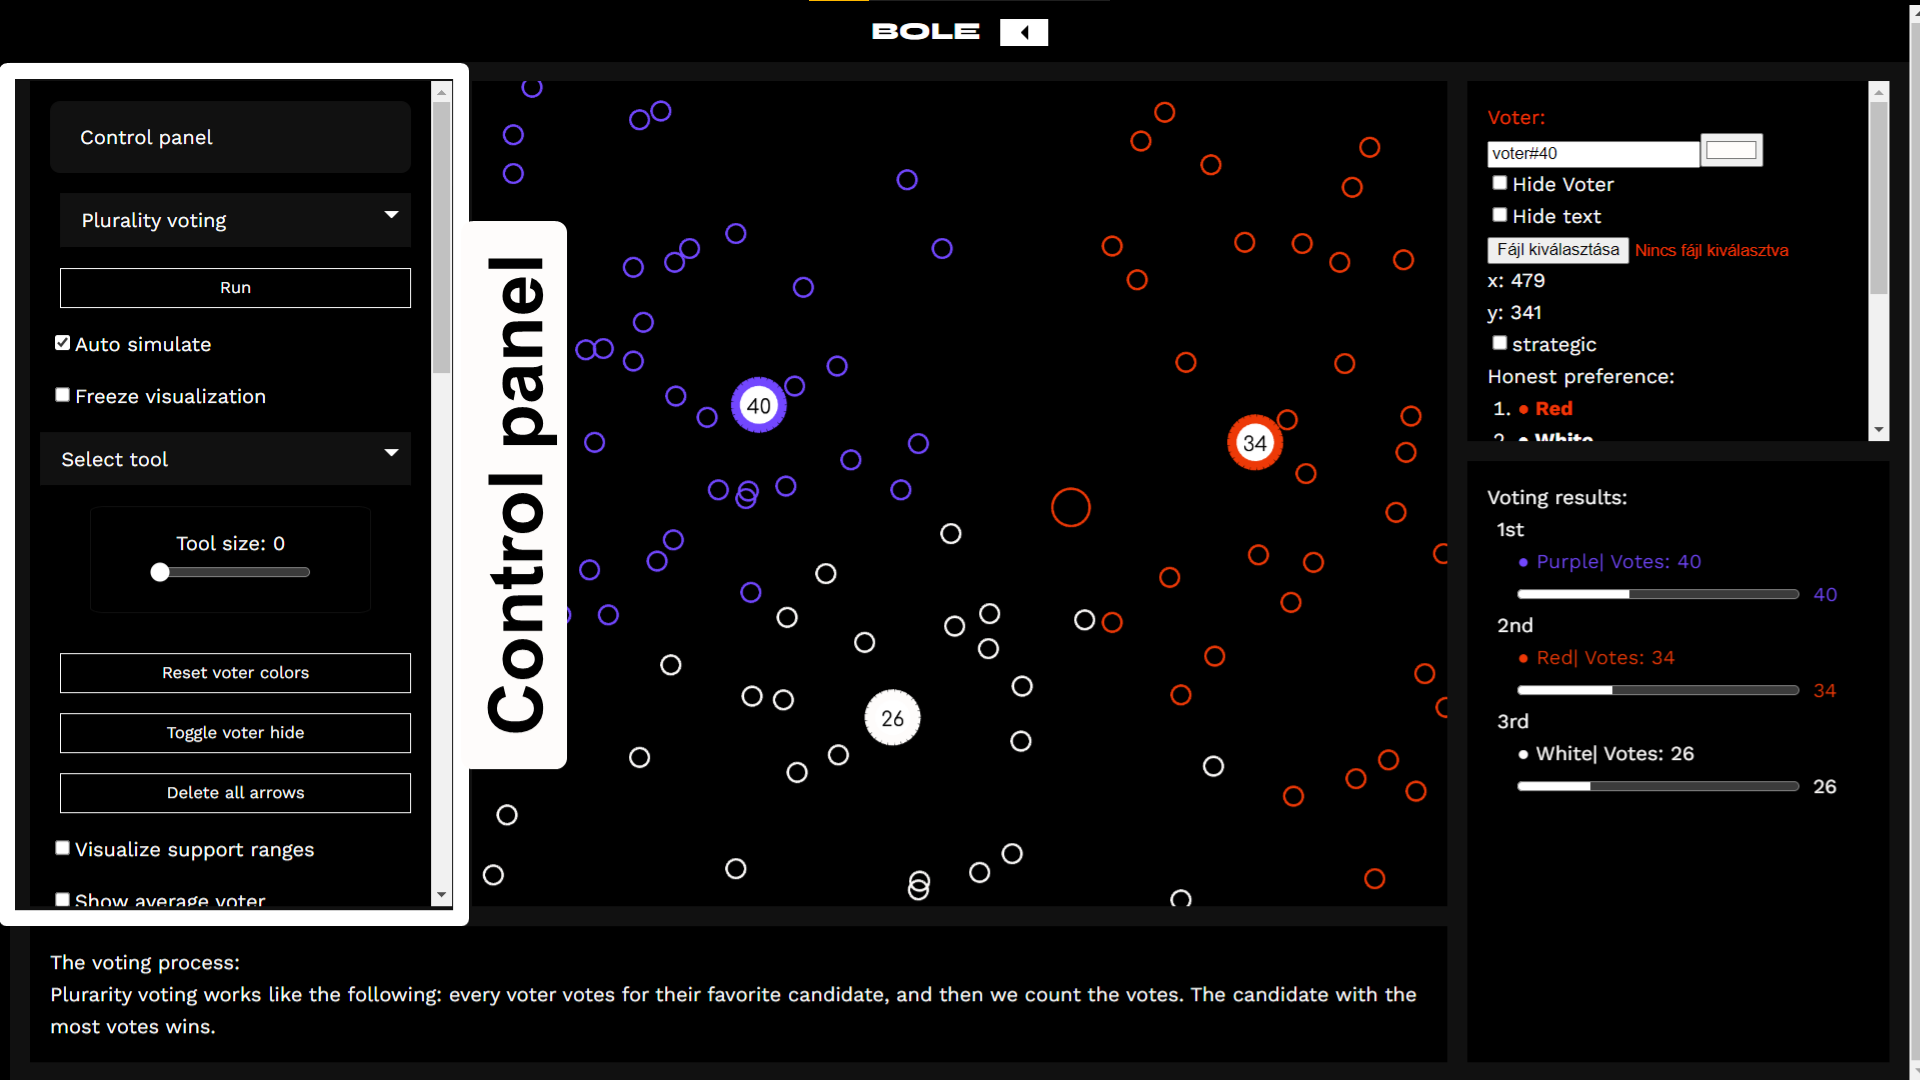 BOLE
Control panel
Plurality voting
Run
Auto simulate
Freeze visualization
Select tool
Tool size: 0
Reset voter colors
Toggle voter hide
Delete all arrows
Visualize support ranges
Show average voter
Control panel
40
34
26
Voter:
voter#40
Hide Voter
Hide text
Fájl kiválasztása Nincs fájl kiválasztva
x: 479
y: 341
strategic
Honest preference:
1. • Red
2. • White
Voting results:
1st
• Purple| Votes: 40
40
2nd
• Red| Votes: 34
34
3rd
• White| Votes: 26
26
The voting process:
Plurarity voting works like the following: every voter votes for their favorite candidate, and then we count the votes. The candidate with the
most votes wins.